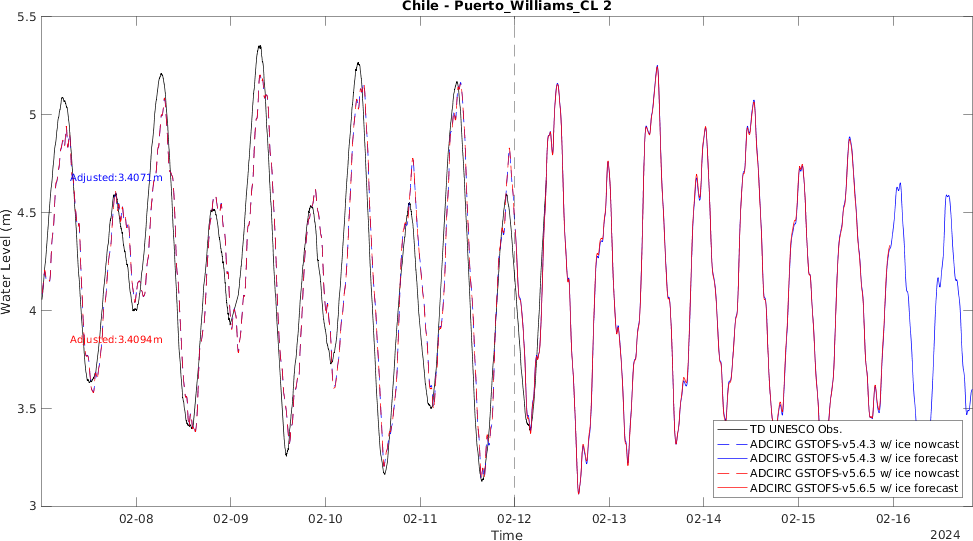 Chile - Puerto_Williams_CL 2
5.5
5
4.5
4
3.5
3
Water Level (m)
Adjusted:3.4071m
Adjusted:3.4094m
TD UNESCO Obs.
ADCIRC GSTOFS-v5.4.3 w/ ice nowcast
ADCIRC GSTOFS-v5.4.3 w/ ice forecast
ADCIRC GSTOFS-v5.6.5 w/ ice nowcast
ADCIRC GSTOFS-v5.6.5 w/ ice forecast
02-08 02-09 02-10 02-11 02-12 02-13 02-14 02-15 02-16
Time
2024